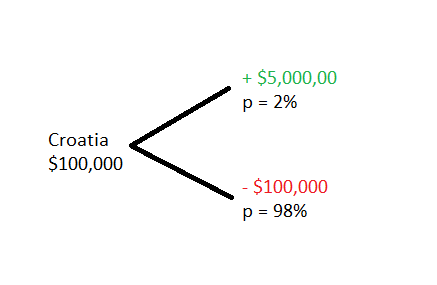 + $5,000,00
p = 2%
Croatia
$100,000
- $100,000
p = 98%